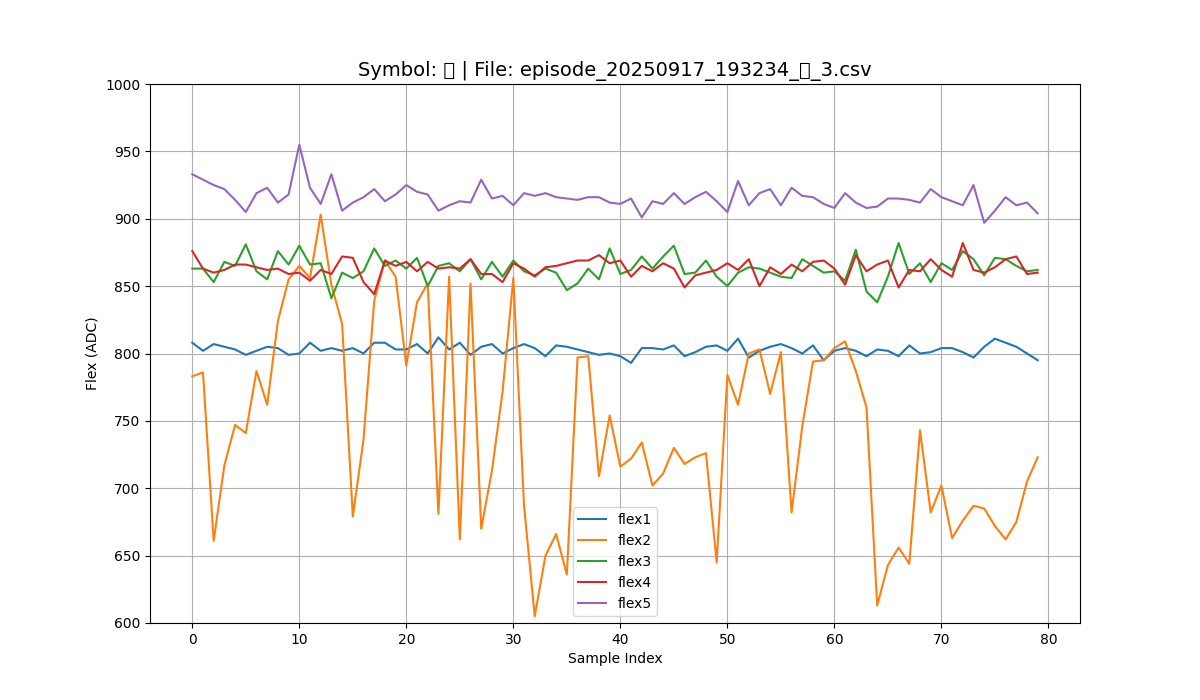 Symbol: ▯ | File: episode_20250917_193234_▯_3.csv
1000
950
900
850
800
750
700
650
600
Flex (ADC)
flex1
flex2
flex3
flex4
flex5
0 10 20 30 40 50 60 70 80
Sample Index